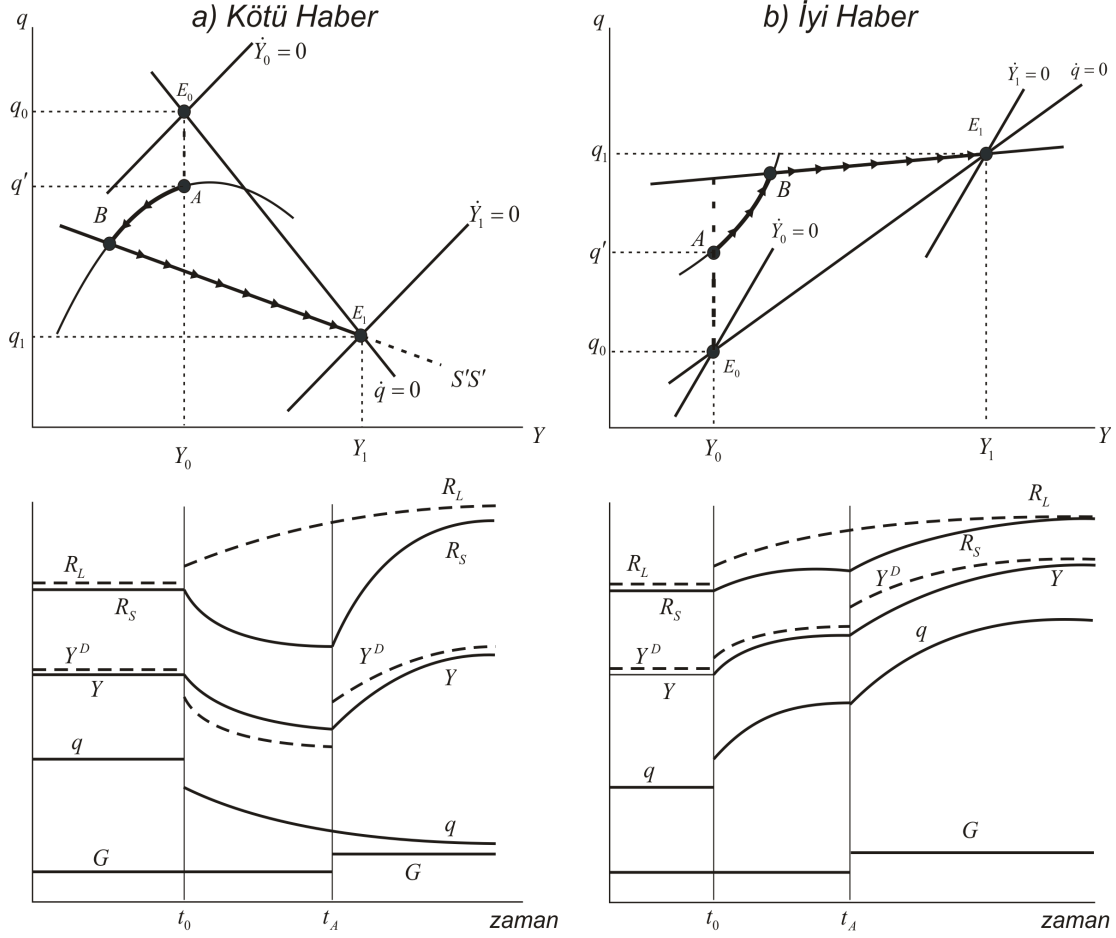 a) Kötü Haber
q
Ẏ₀ = 0
E₀
q₀
q′
A
B
Ẏ₁ = 0
E₁
q₁
q̇ = 0
S′S′
Y
Y₀
Y₁
b) İyi Haber
q
Ẏ₁ = 0
q̇ = 0
E₁
q₁
B
A
Ẏ₀ = 0
q′
q₀
E₀
Y
Y₀
Y₁
R_L
R_L
R_S
R_S
Y^D
Y^D
Y
Y
q
q
G
G
t₀
t_A
zaman
R_L
R_L
R_S
R_S
Y^D
Y^D
Y
Y
q
q
G
t₀
t_A
zaman